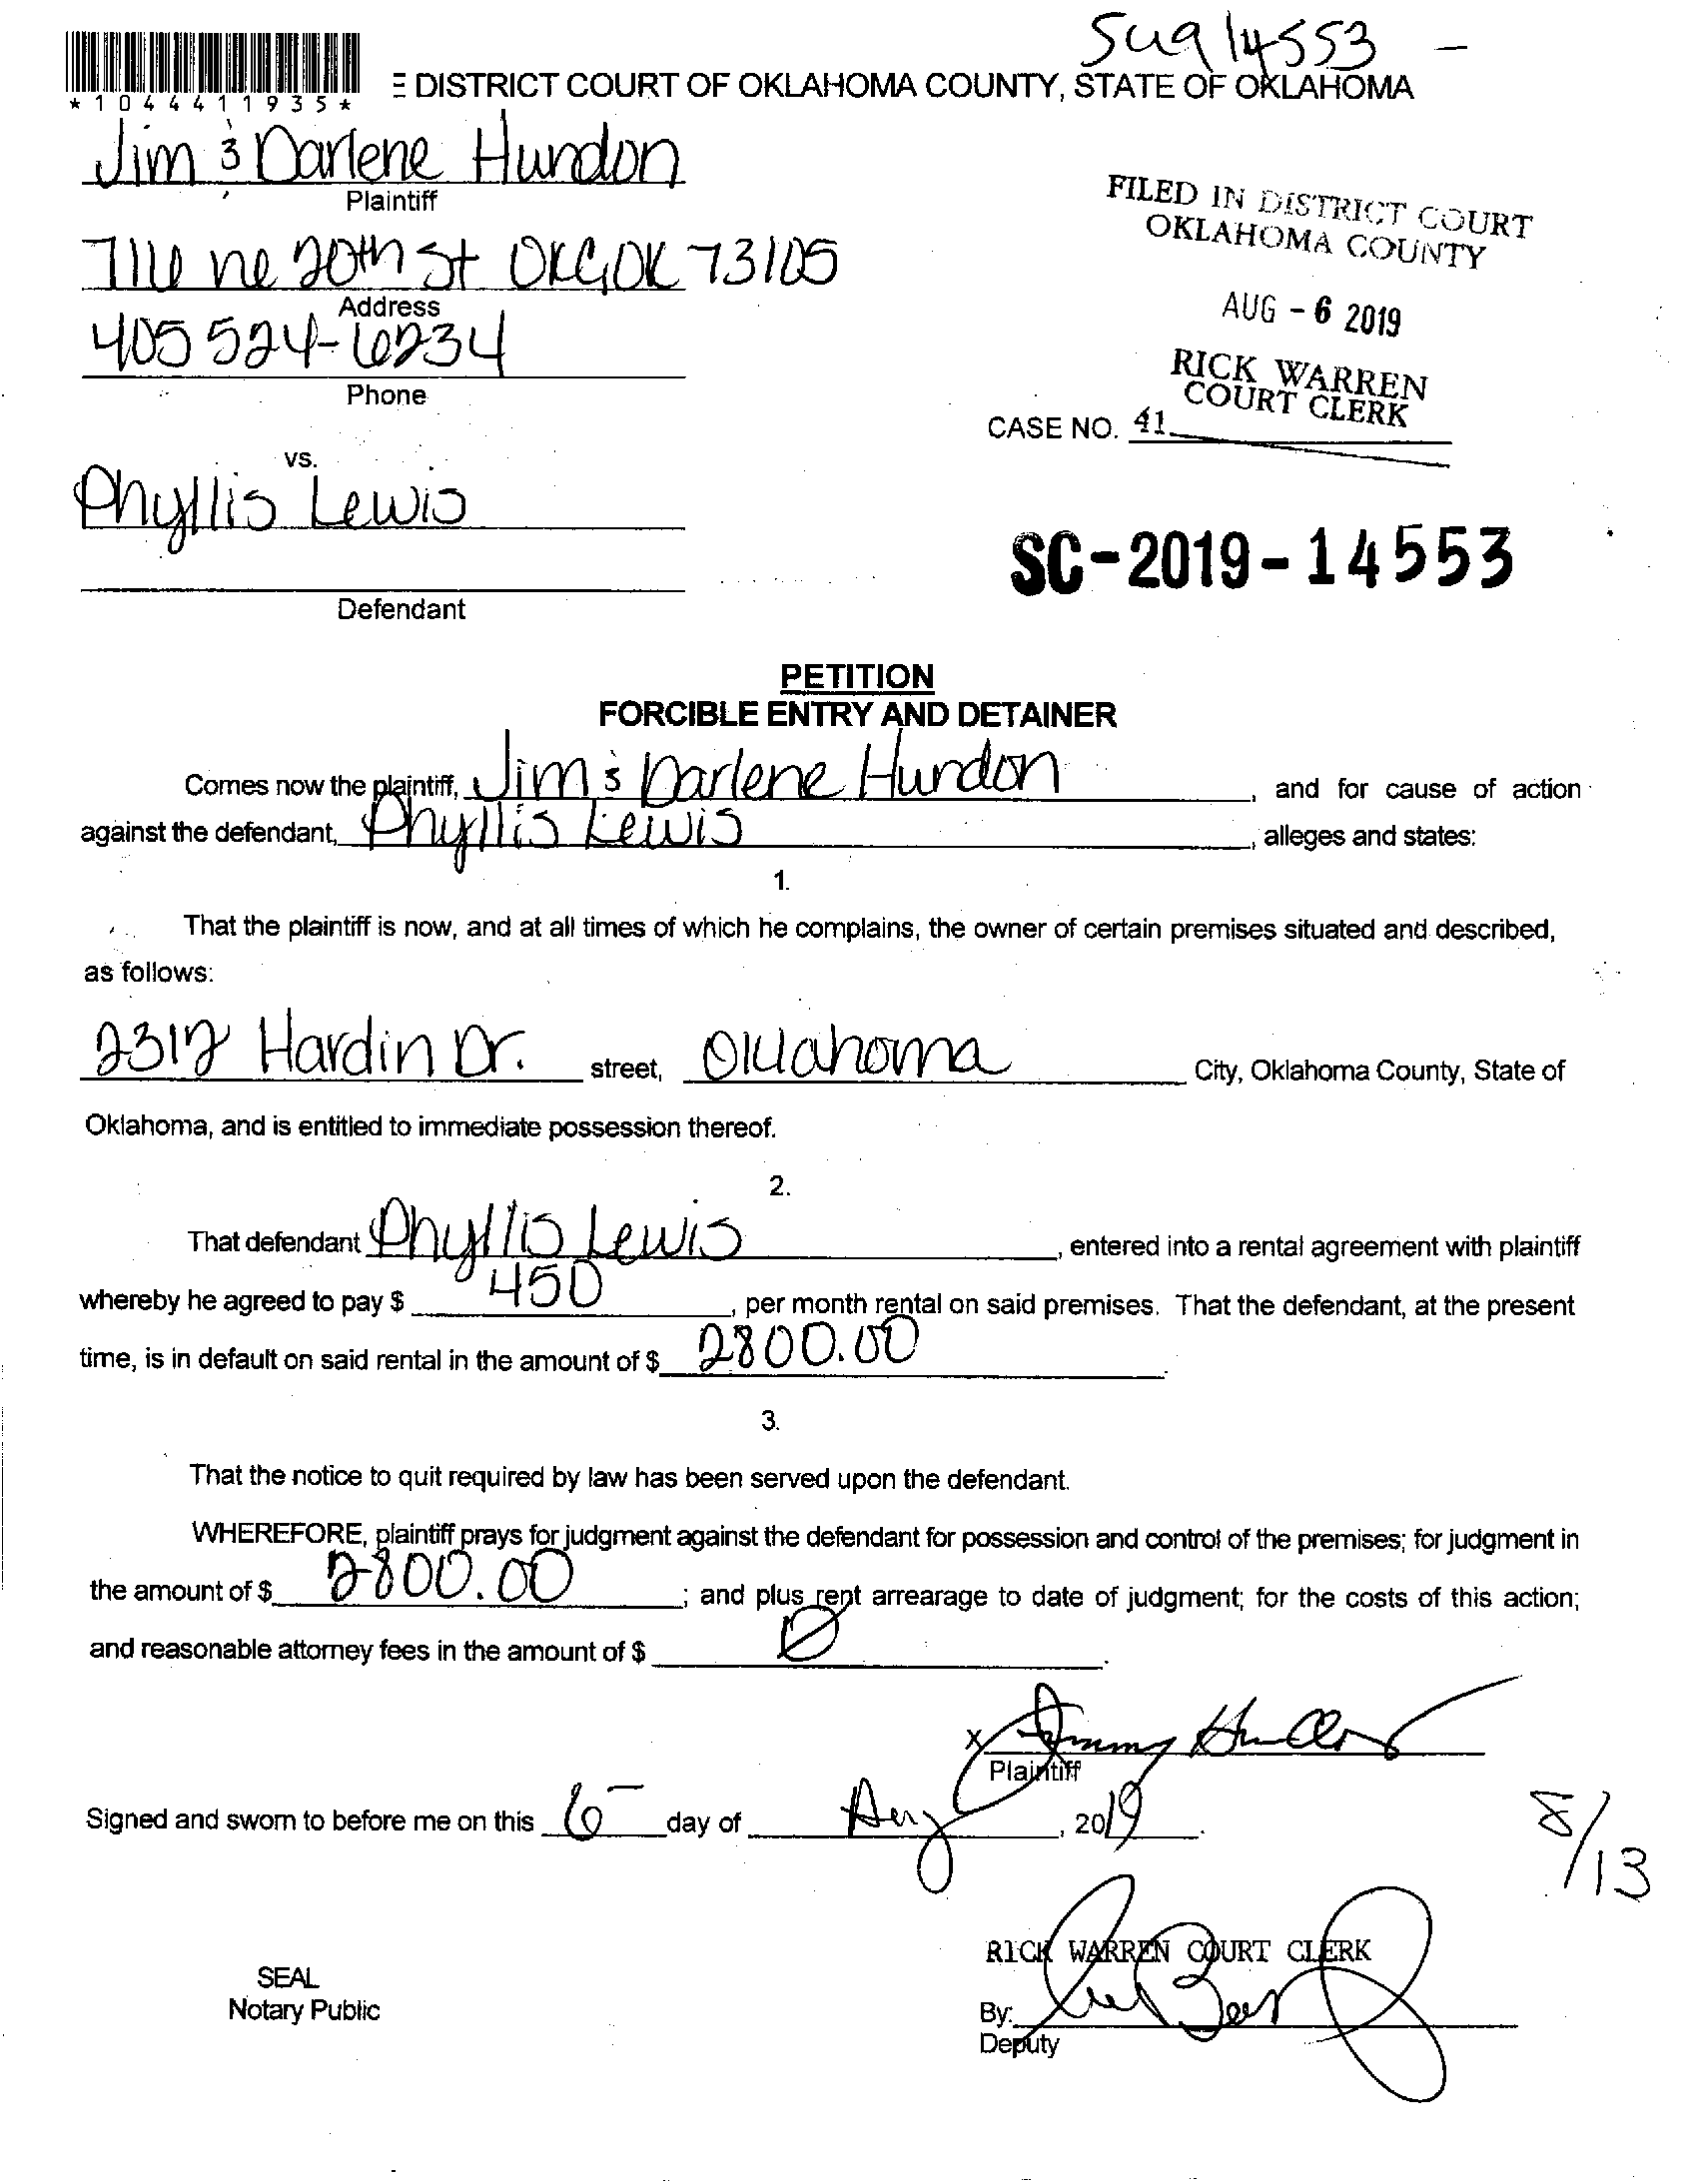 SC19 14553 -
E DISTRICT COURT OF OKLAHOMA COUNTY, STATE OF OKLAHOMA
*1044411935*
Jim & Darlene Hundon
Plaintiff
716 ne 20th St OKC, OK 73105
Address
405 524-6234
Phone
FILED IN DISTRICT COURT
OKLAHOMA COUNTY
AUG - 6 2019
RICK WARREN
COURT CLERK
CASE NO. 41
vs.
Phyllis Lewis
Defendant
SC-2019-14553
PETITION
FORCIBLE ENTRY AND DETAINER
Comes now the plaintiff, Jim & Darlene Hundon, and for cause of action
against the defendant, Phyllis Lewis, alleges and states:
1.
That the plaintiff is now, and at all times of which he complains, the owner of certain premises situated and described,
as follows:
2312 Hardin Dr. street, Oklahoma City, Oklahoma County, State of
Oklahoma, and is entitled to immediate possession thereof.
2.
That defendant Phyllis Lewis, entered into a rental agreement with plaintiff
whereby he agreed to pay $ 450, per month rental on said premises. That the defendant, at the present
time, is in default on said rental in the amount of $ 2800.00.
3.
That the notice to quit required by law has been served upon the defendant.
WHEREFORE, plaintiff prays for judgment against the defendant for possession and control of the premises; for judgment in
the amount of $ 2800.00; and plus rent arrearage to date of judgment; for the costs of this action;
and reasonable attorney fees in the amount of $ 0.
x Jimmy Hundon
Plaintiff
Signed and sworn to before me on this 6 day of Aug, 2019.
8/13
RICK WARREN COURT CLERK
SEAL
Notary Public
By:
Deputy